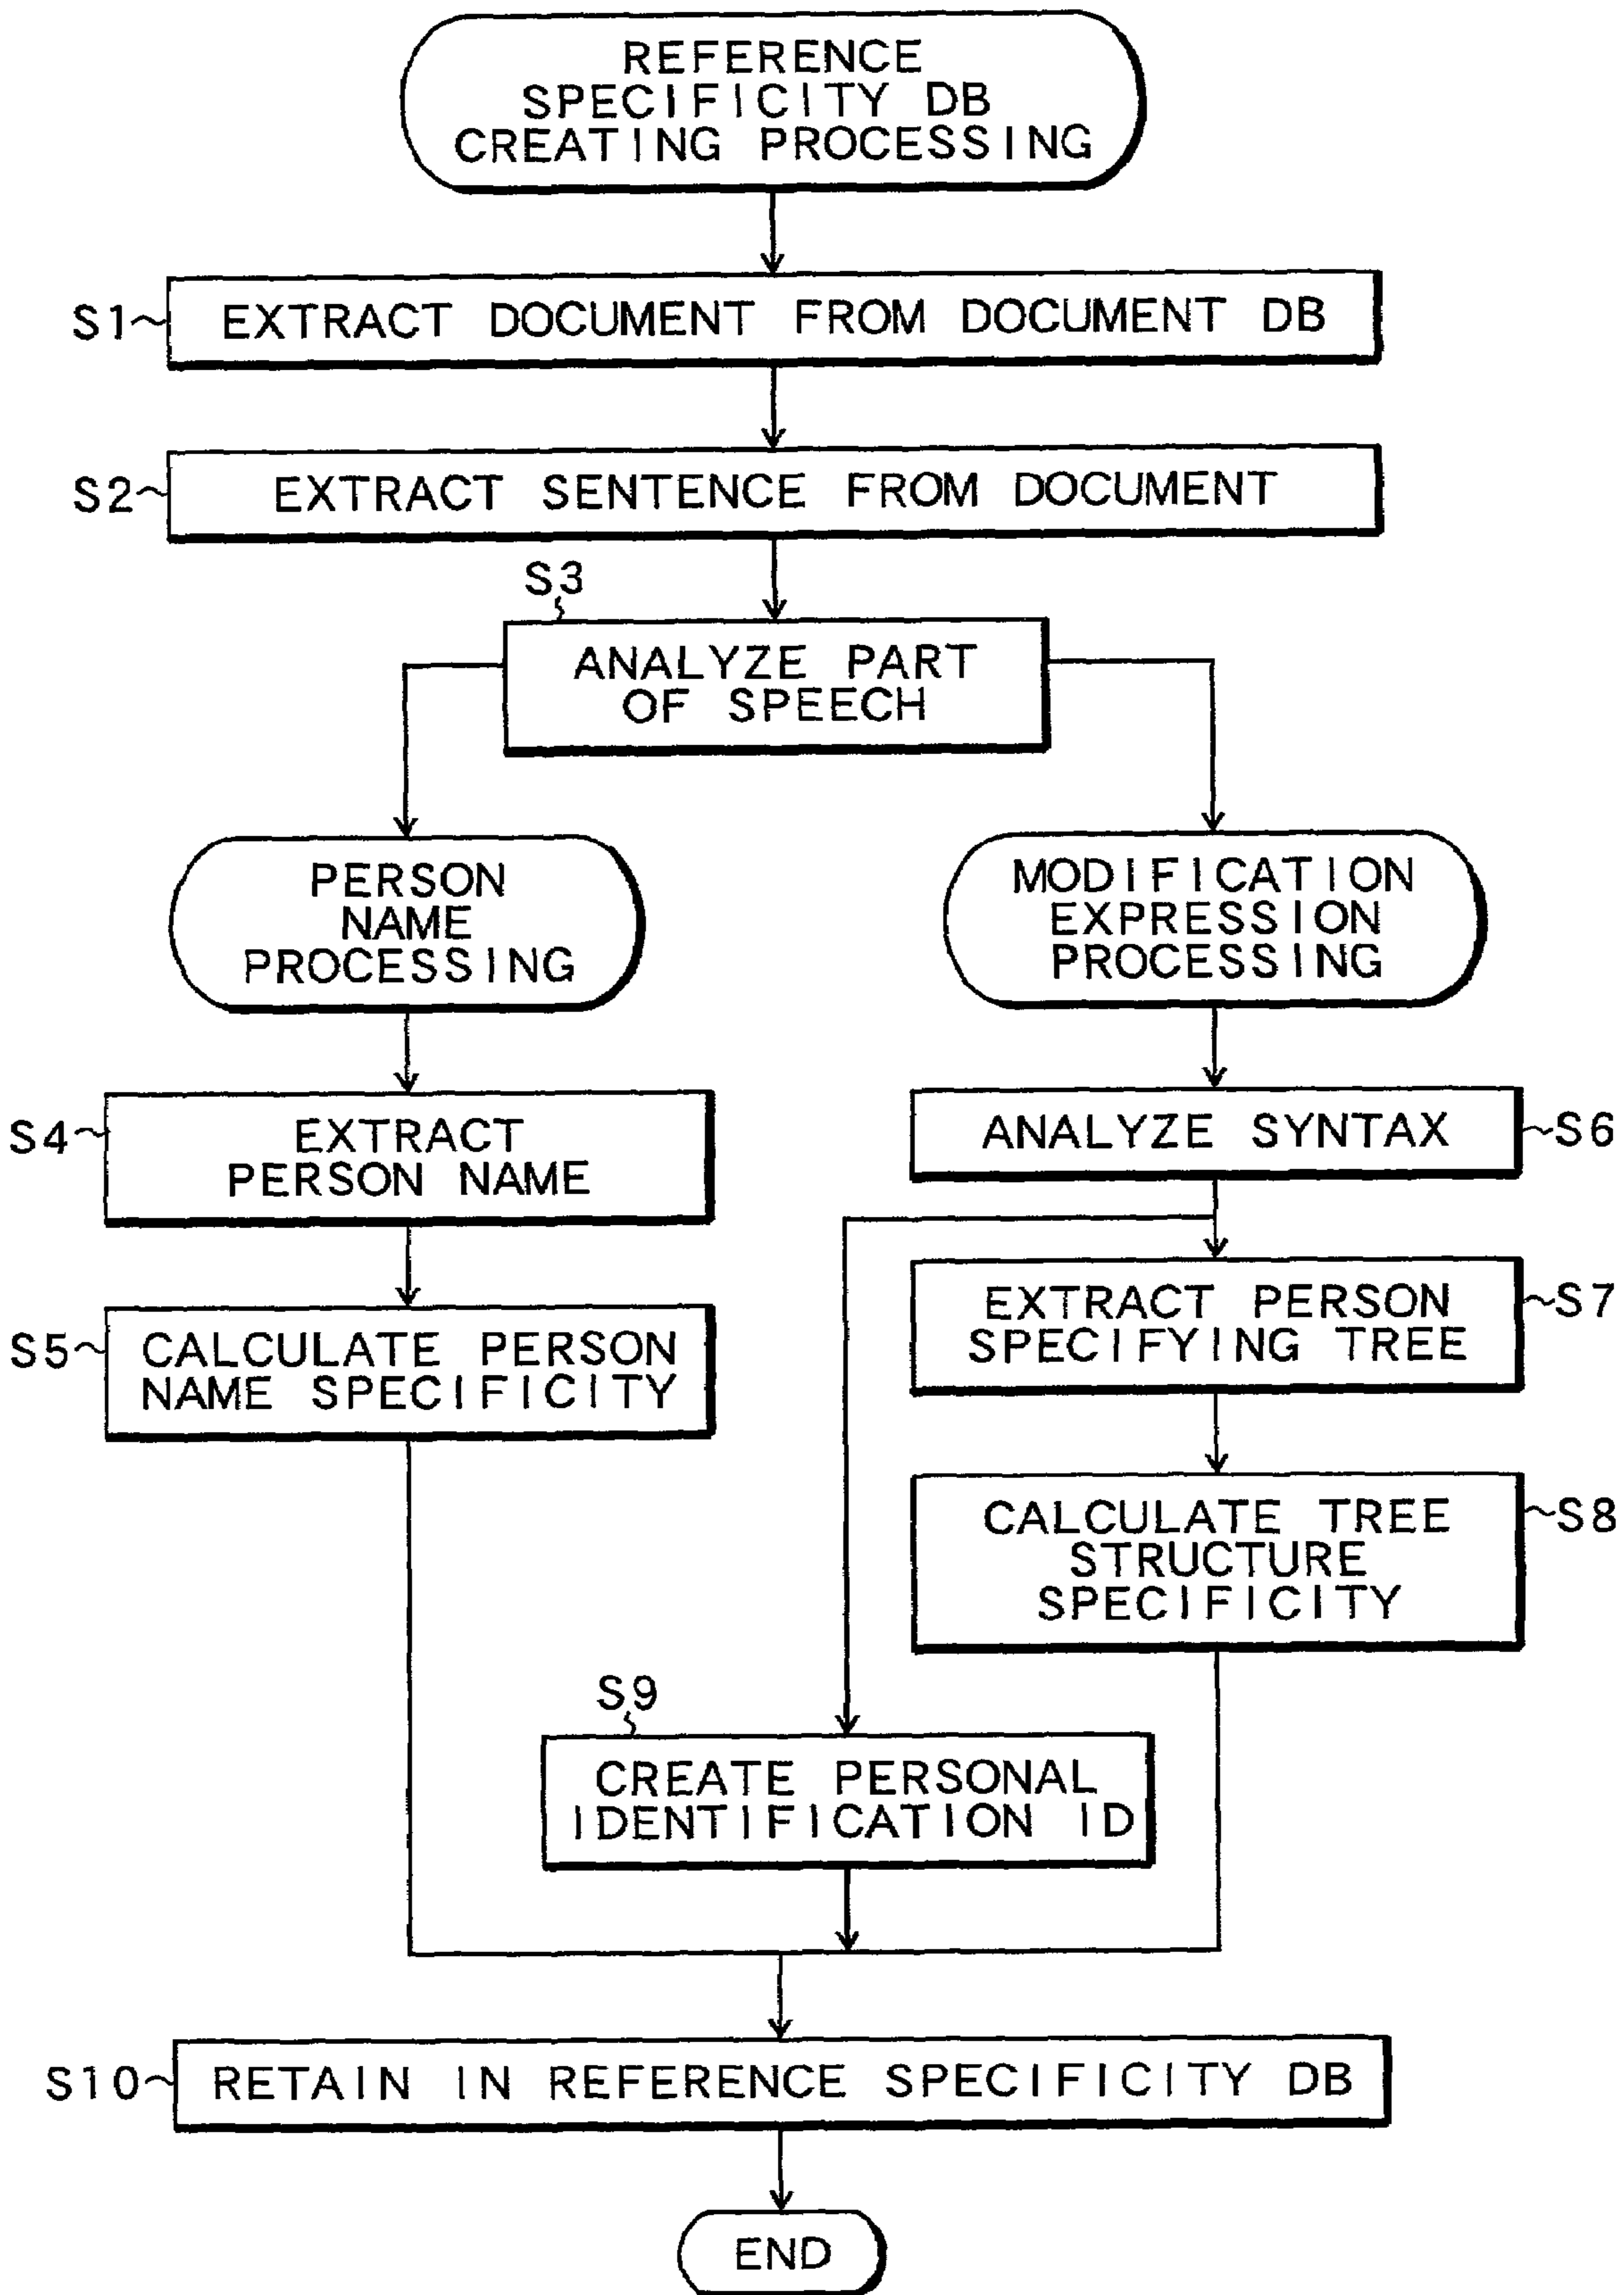 REFERENCE
SPECIFICITY DB
CREATING PROCESSING
S1
EXTRACT DOCUMENT FROM DOCUMENT DB
S2
EXTRACT SENTENCE FROM DOCUMENT
S3
ANALYZE PART
OF SPEECH
PERSON
NAME
PROCESSING
MODIFICATION
EXPRESSION
PROCESSING
S4
EXTRACT
PERSON NAME
ANALYZE SYNTAX
S6
S5
CALCULATE PERSON
NAME SPECIFICITY
EXTRACT PERSON
SPECIFYING TREE
S7
CALCULATE TREE
STRUCTURE
SPECIFICITY
S8
S9
CREATE PERSONAL
IDENTIFICATION ID
S10
RETAIN IN REFERENCE SPECIFICITY DB
END